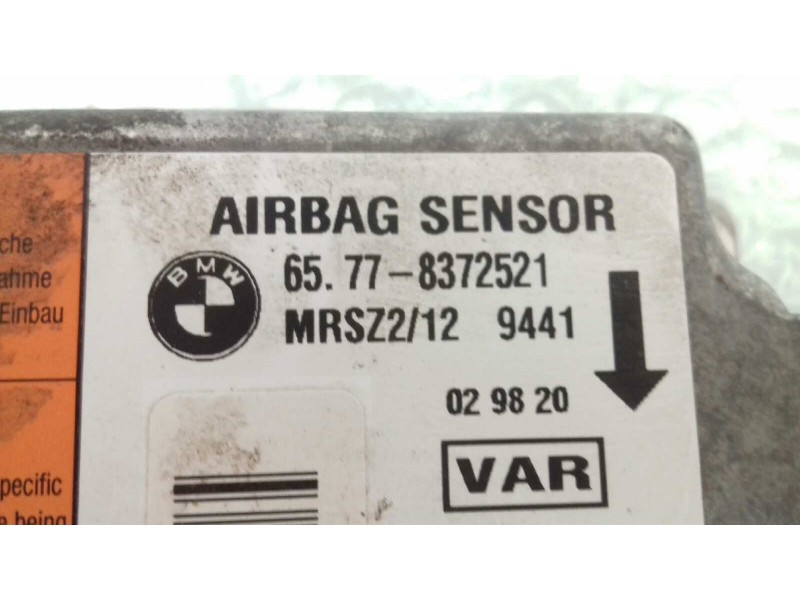 AIRBAG SENSOR
BMW
65.77-8372521
MRSZ2/12 9441
02 98 20
VAR
che
ahme
Einbau
pecific
e being